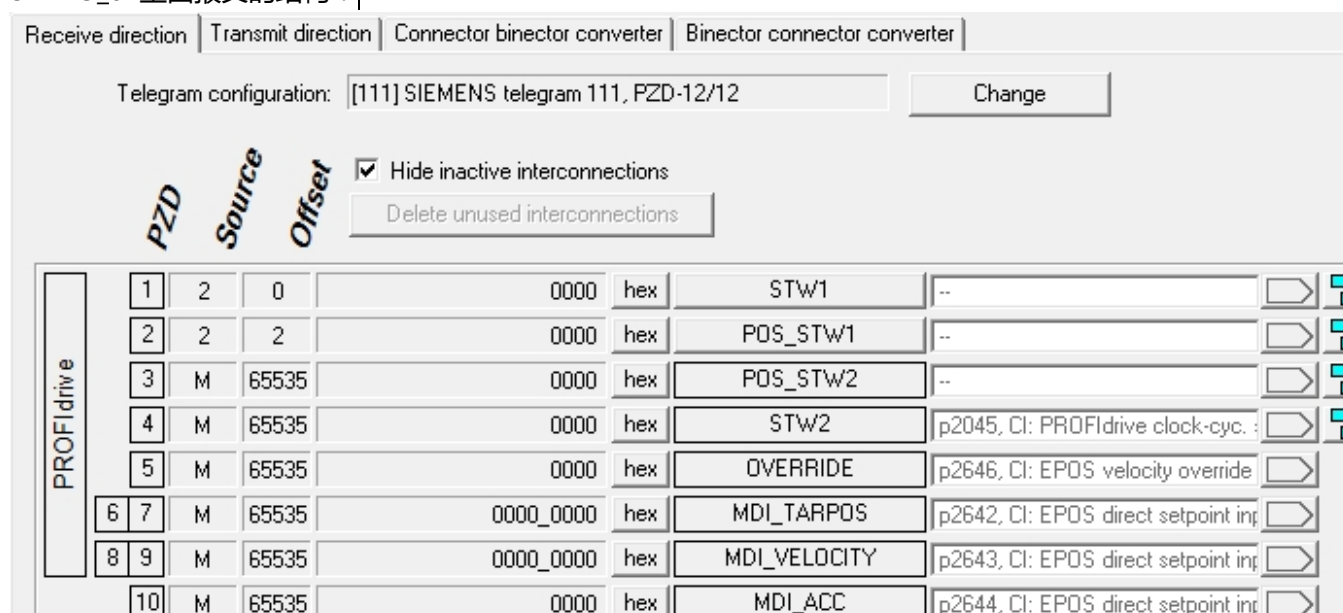 Receive direction Transmit direction Connector binector converter Binector connector converter
Telegram configuration: [111] SIEMENS telegram 111, PZD-12/12 Change
PZD Source Offset
Hide inactive interconnections
Delete unused interconnections
PROFIdrive
1 2 0 0000 hex STW1 --
2 2 2 0000 hex POS_STW1 --
3 M 65535 0000 hex POS_STW2 --
4 M 65535 0000 hex STW2 p2045, CI: PROFIdrive clock-cyc.
5 M 65535 0000 hex OVERRIDE p2646, CI: EPOS velocity override
6 7 M 65535 0000_0000 hex MDI_TARPOS p2642, CI: EPOS direct setpoint inp
8 9 M 65535 0000_0000 hex MDI_VELOCITY p2643, CI: EPOS direct setpoint inp
10 M 65535 0000 hex MDI_ACC p2644, CI: EPOS direct setpoint inp